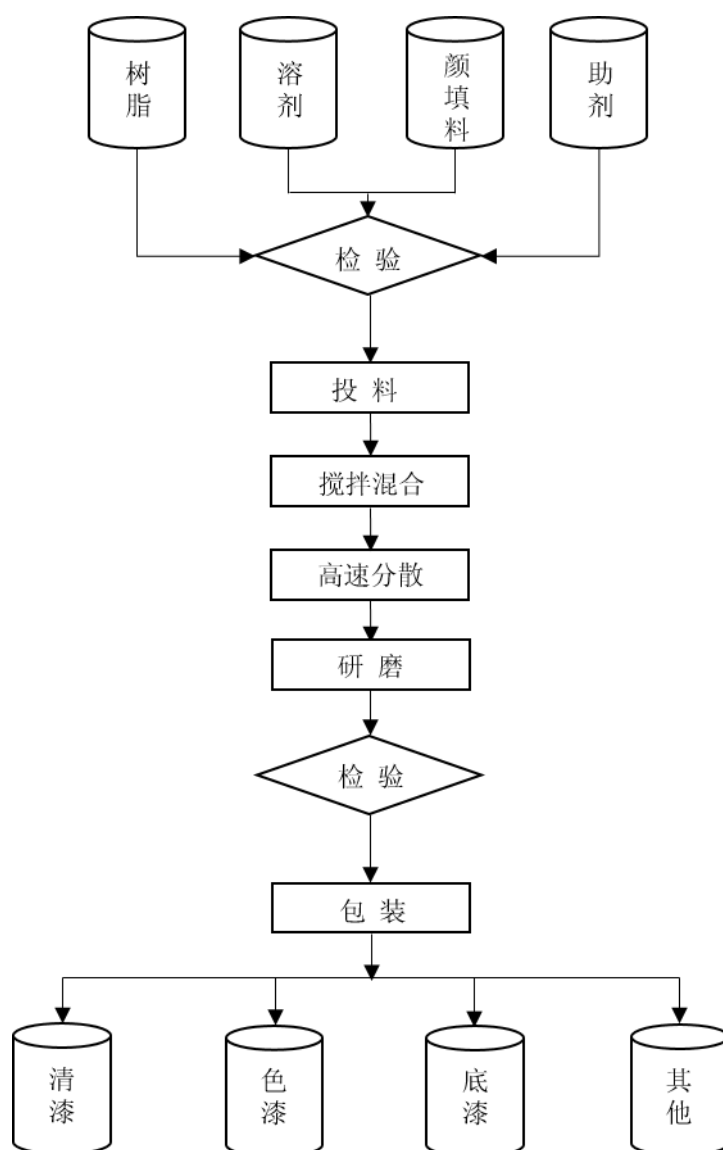 树脂
溶剂
颜填料
助剂
检 验
投 料
搅拌混合
高速分散
研 磨
检 验
包 装
清漆
色漆
底漆
其他